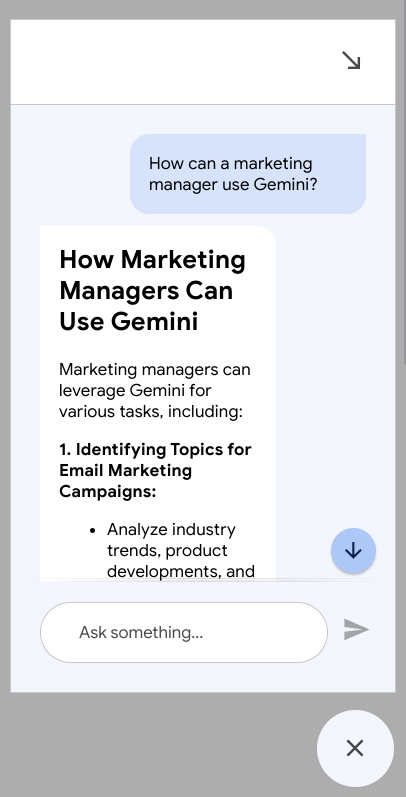 How can a marketing
manager use Gemini?
How Marketing
Managers Can
Use Gemini
Marketing managers can
leverage Gemini for
various tasks, including:
1. Identifying Topics for
Email Marketing
Campaigns:
• Analyze industry
trends, product
developments, and
Ask something...